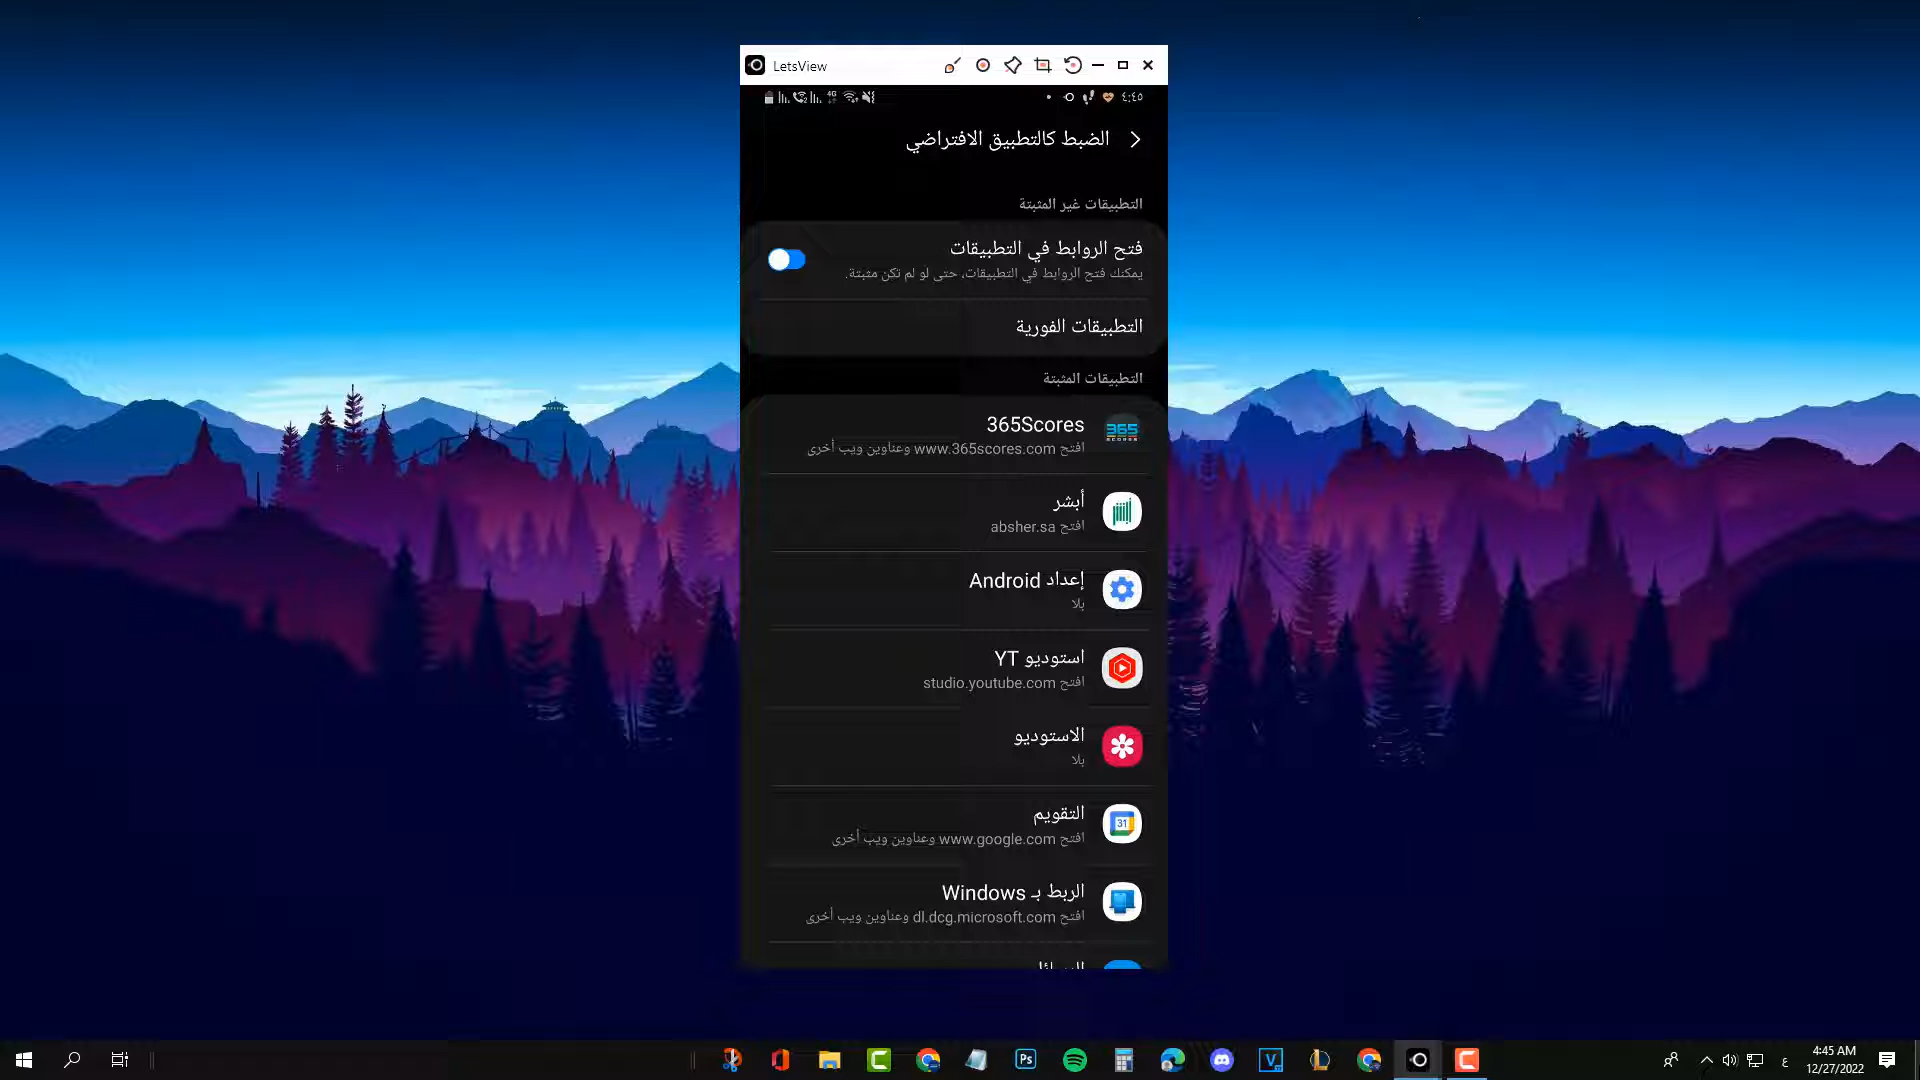 LetsView
٤:٤٥
الضبط كالتطبيق الافتراضي
التطبيقات غير المثبتة
فتح الروابط في التطبيقات
يمكنك فتح الروابط في التطبيقات، حتى لو لم تكن مثبتة.
التطبيقات الفورية
التطبيقات المثبتة
365Scores
افتح www.365scores.com وعناوين ويب أخرى
أبشر
افتح absher.sa
إعداد Android
بلا
استوديو YT
افتح studio.youtube.com
الاستوديو
بلا
التقويم
افتح www.google.com وعناوين ويب أخرى
الربط بـ Windows
افتح dl.dcg.microsoft.com وعناوين ويب أخرى
4:45 AM
12/27/2022